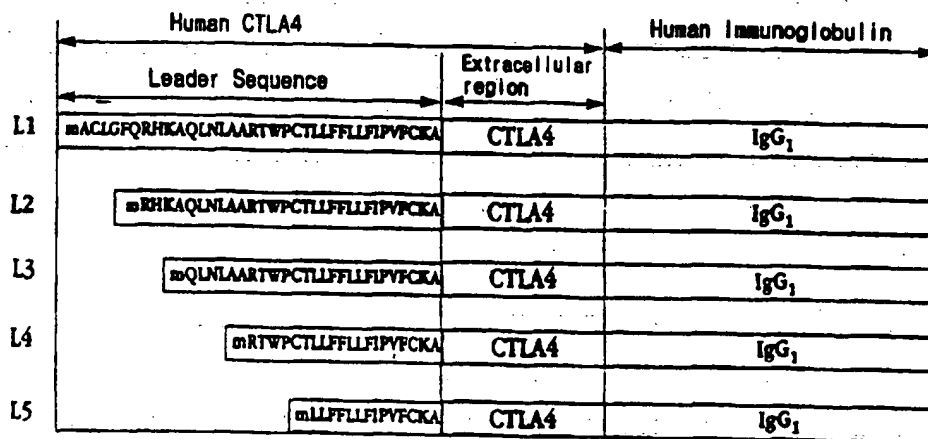 Human CTLA4
Human Immunoglobulin
Leader Sequence
Extracellular
region
L1 mACLGFQRHKAQLNLAARTWPCTLLFFLLFIPVFCKA CTLA4 IgG1
L2 mRHKAQLNLAARTWPCTLLFFLLFIPVFCKA CTLA4 IgG1
L3 mQLNLAARTWPCTLLFFLLFIPVFCKA CTLA4 IgG1
L4 mRTWPCTLLFFLLFIPVFCKA CTLA4 IgG1
L5 mLLFFLLFIPVFCKA CTLA4 IgG1